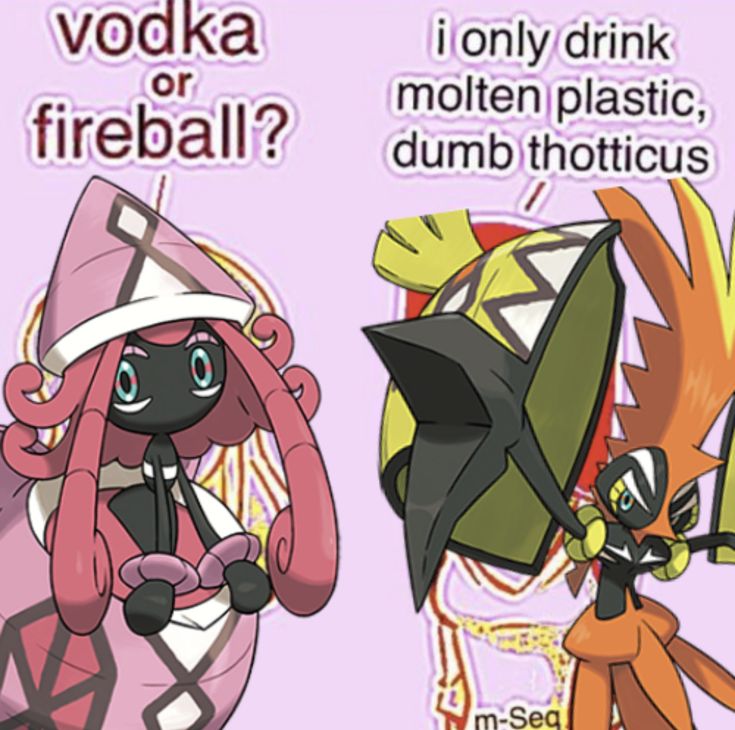 vodka
or
fireball?
i only drink
molten plastic,
dumb thotticus
m-Seq